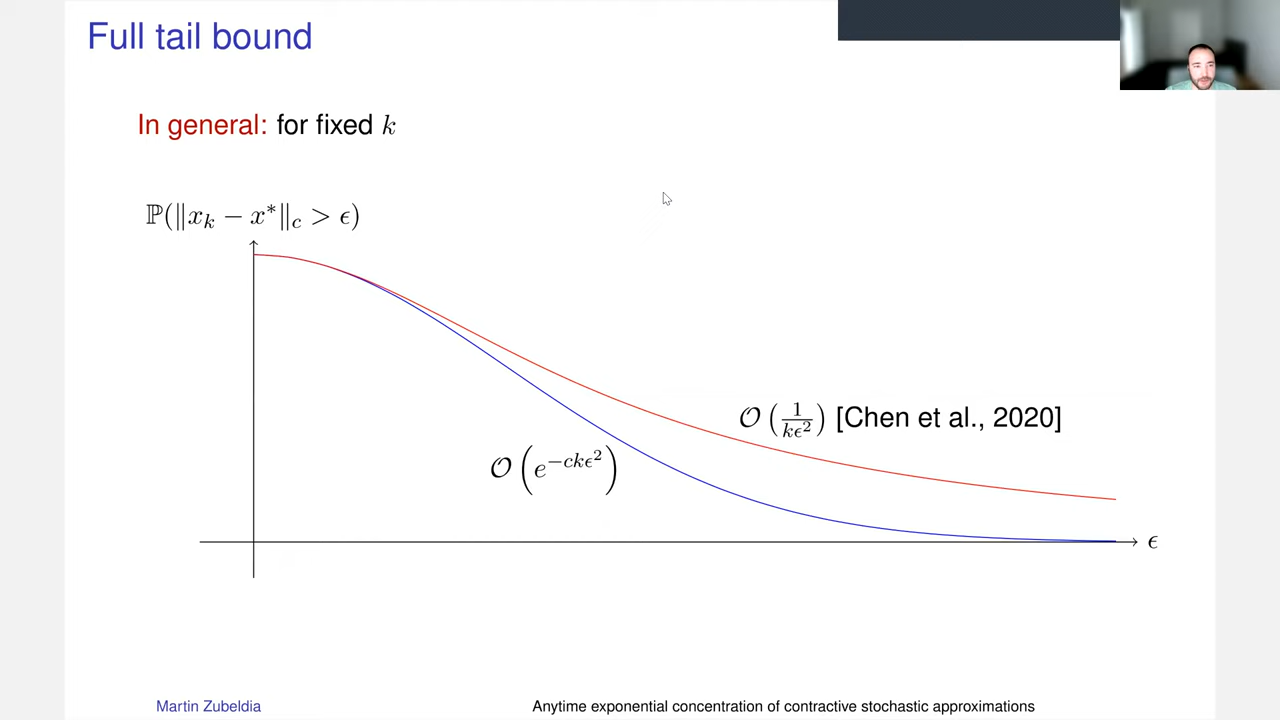 Full tail bound
In general: for fixed k
ℙ(‖x_k − x*‖_c > ϵ)
𝒪(1/(kϵ²)) [Chen et al., 2020]
𝒪(e^{−ckϵ²})
ϵ
Martin Zubeldia Anytime exponential concentration of contractive stochastic approximations